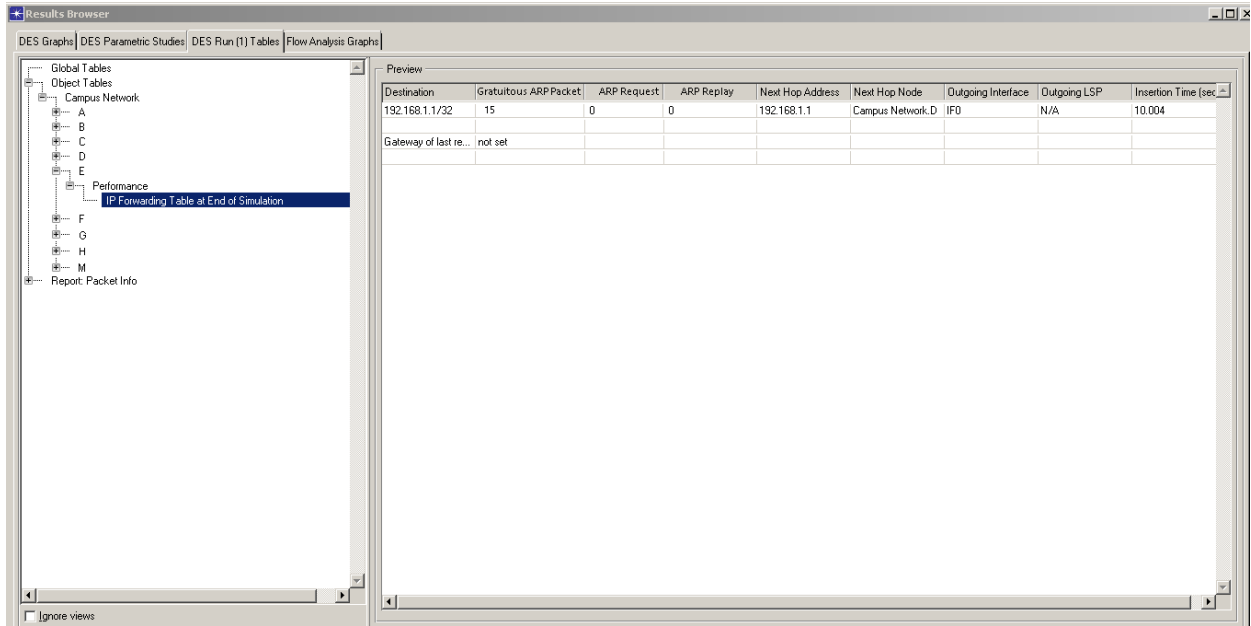 Results Browser
DES Graphs DES Parametric Studies DES Run (1) Tables Flow Analysis Graphs
Global Tables
Object Tables
Campus Network
A
B
C
D
E
Performance
IP Forwarding Table at End of Simulation
F
G
H
M
Report: Packet Info
Ignore views
Preview
Destination Gratuitous ARP Packet ARP Request ARP Replay Next Hop Address Next Hop Node Outgoing Interface Outgoing LSP Insertion Time (sec
192.168.1.1/32 15 0 0 192.168.1.1 Campus Network.D IF0 N/A 10.004
Gateway of last re... not set